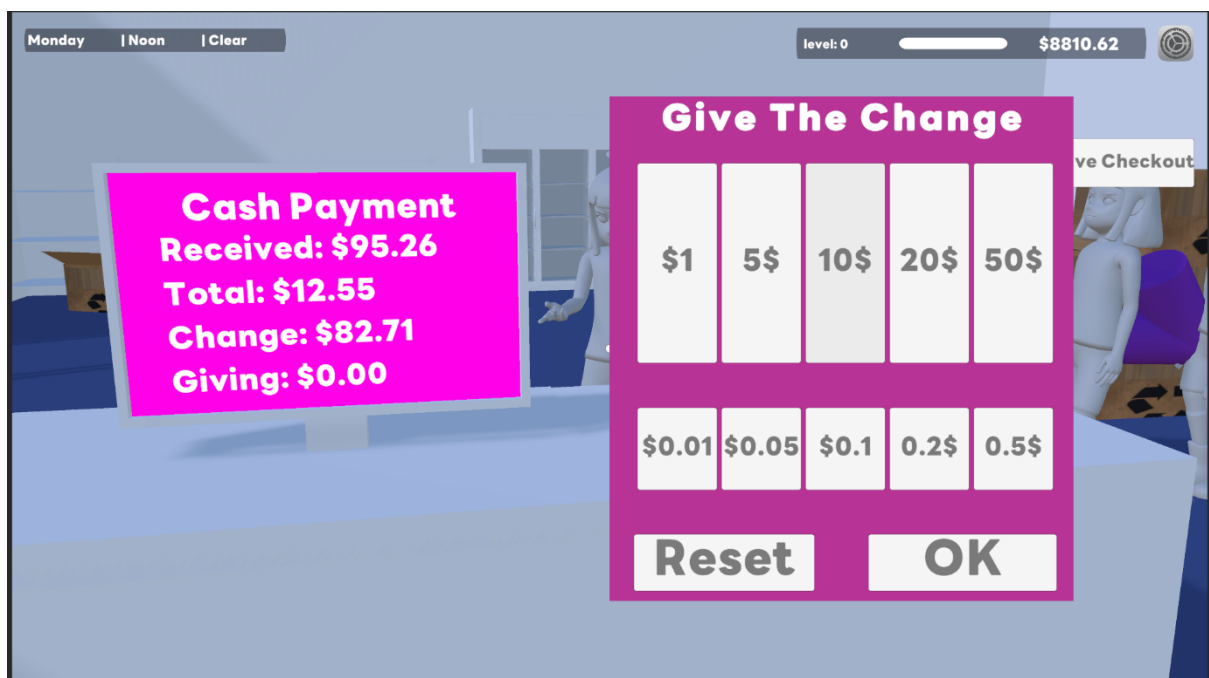 Monday | Noon | Clear
level: 0 $8810.62
Give The Change
ve Checkout
Cash Payment
Received: $95.26
Total: $12.55
Change: $82.71
Giving: $0.00
$1 5$ 10$ 20$ 50$
$0.01 $0.05 $0.1 0.2$ 0.5$
Reset OK